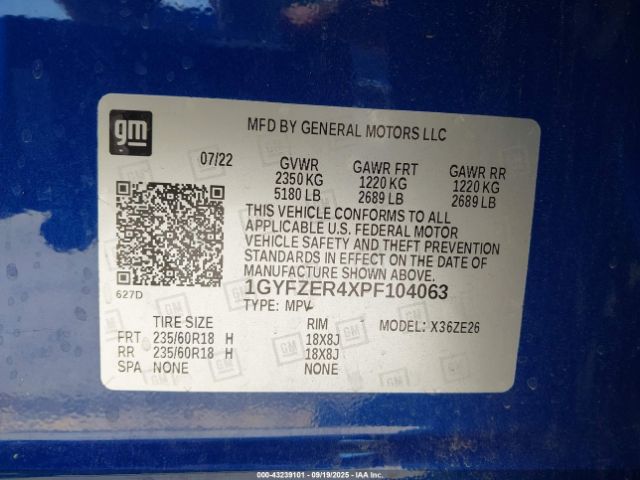 gm
MFD BY GENERAL MOTORS LLC
07/22 GVWR GAWR FRT GAWR RR
2350 KG 1220 KG 1220 KG
5180 LB 2689 LB 2689 LB
THIS VEHICLE CONFORMS TO ALL
APPLICABLE U.S. FEDERAL MOTOR
VEHICLE SAFETY AND THEFT PREVENTION
STANDARDS IN EFFECT ON THE DATE OF
MANUFACTURE SHOWN ABOVE.
627D
1GYFZER4XPF104063
TYPE: MPV
TIRE SIZE RIM MODEL: X36ZE26
FRT 235/60R18 H 18X8J
RR 235/60R18 H 18X8J
SPA NONE NONE
000-43239101 - 09/19/2025 - IAA Inc.